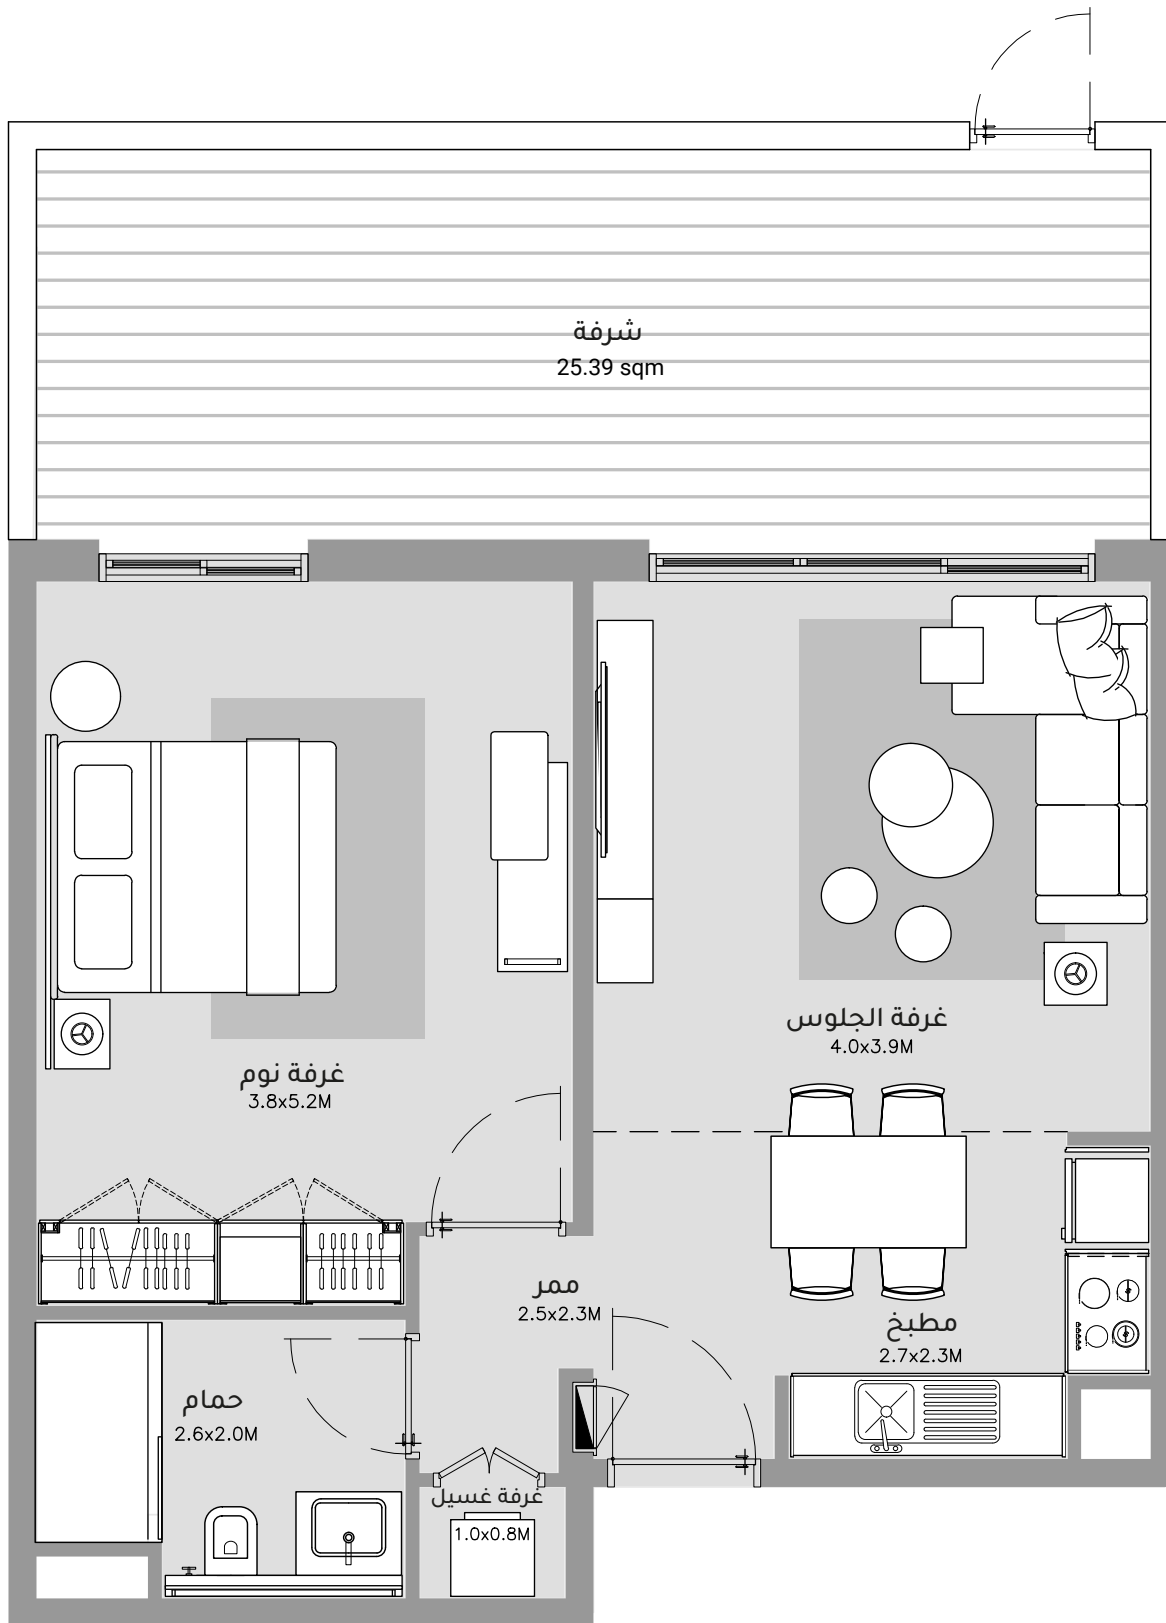 شرفة
25.39 sqm
غرفة الجلوس
4.0x3.9M
غرفة نوم
3.8x5.2M
ممر
2.5x2.3M
مطبخ
2.7x2.3M
حمام
2.6x2.0M
غرفة غسيل
1.0x0.8M